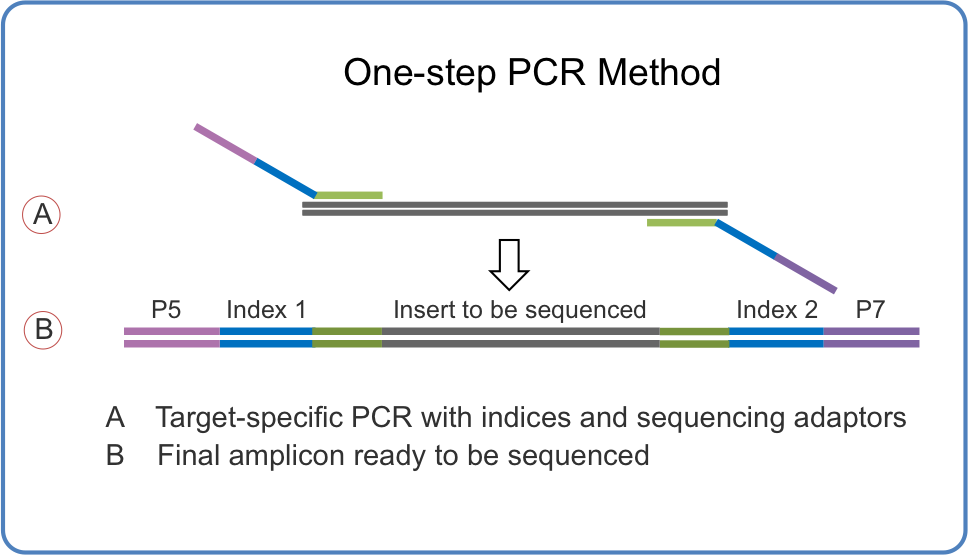 One-step PCR Method
A
P5 Index 1 Insert to be sequenced Index 2 P7
B
A Target-specific PCR with indices and sequencing adaptors
B Final amplicon ready to be sequenced